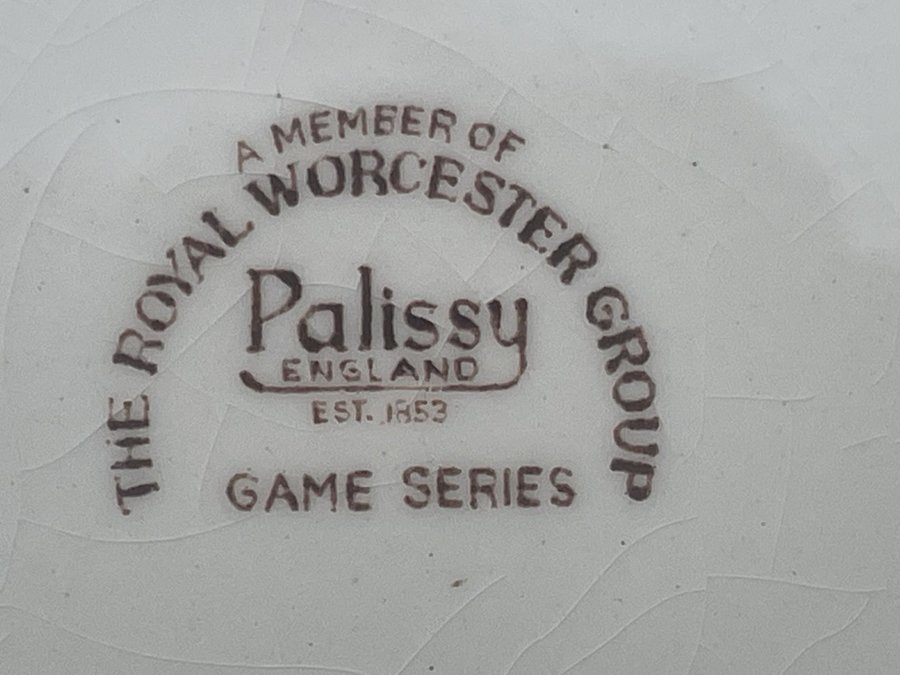 A MEMBER OF
THE ROYAL WORCESTER GROUP
Palissy
ENGLAND
EST. 1853
GAME SERIES